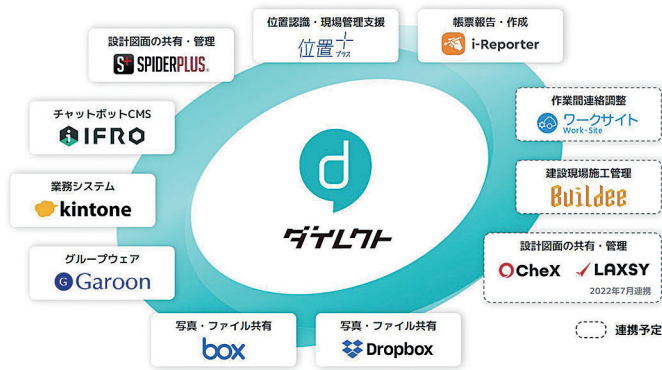 位置認識・現場管理支援
位置プラス
帳票報告・作成
i-Reporter
設計図面の共有・管理
S+ SPIDERPLUS®
作業間連絡調整
ワークサイト
Work-Site
チャットボットCMS
IFRO
建設現場施工管理
Buildee
業務システム
kintone
d
ダイレクト
設計図面の共有・管理
CheX LAXSY
2022年7月連携
グループウェア
G Garoon
写真・ファイル共有
box
写真・ファイル共有
Dropbox
連携予定